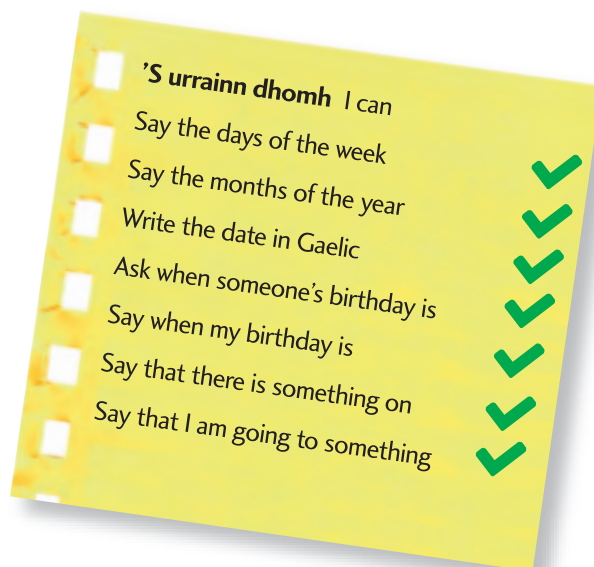 ’S urrainn dhomh I can
Say the days of the week
Say the months of the year
Write the date in Gaelic
Ask when someone’s birthday is
Say when my birthday is
Say that there is something on
Say that I am going to something